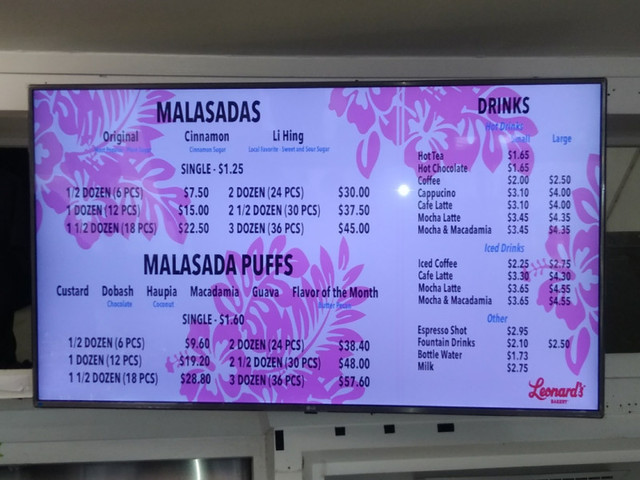 MALASADAS
Original Cinnamon Li Hing
Cinnamon Sugar Local Favorite - Sweet and Sour Sugar
SINGLE - $1.25
1/2 DOZEN (6 PCS) $7.50 2 DOZEN (24 PCS) $30.00
1 DOZEN (12 PCS) $15.00 2 1/2 DOZEN (30 PCS) $37.50
1 1/2 DOZEN (18 PCS) $22.50 3 DOZEN (36 PCS) $45.00
MALASADA PUFFS
Custard Dobash Haupia Macadamia Guava Flavor of the Month
Chocolate Coconut
SINGLE - $1.60
1/2 DOZEN (6 PCS) $9.60 2 DOZEN (24 PCS) $38.40
1 DOZEN (12 PCS) $19.20 2 1/2 DOZEN (30 PCS) $48.00
1 1/2 DOZEN (18 PCS) $28.80 3 DOZEN (36 PCS) $57.60
DRINKS
Hot Drinks
Small Large
Hot Tea $1.65
Hot Chocolate $1.65
Coffee $2.00 $2.50
Cappucino $3.10 $4.00
Cafe Latte $3.10 $4.00
Mocha Latte $3.45 $4.35
Mocha & Macadamia $3.45 $4.35
Iced Drinks
Iced Coffee $2.25 $2.75
Cafe Latte $3.30 $4.30
Mocha Latte $3.65 $4.55
Mocha & Macadamia $3.65 $4.55
Other
Espresso Shot $2.95
Fountain Drinks $2.10 $2.50
Bottle Water $1.73
Milk $2.75
Leonard's
BAKERY
LG